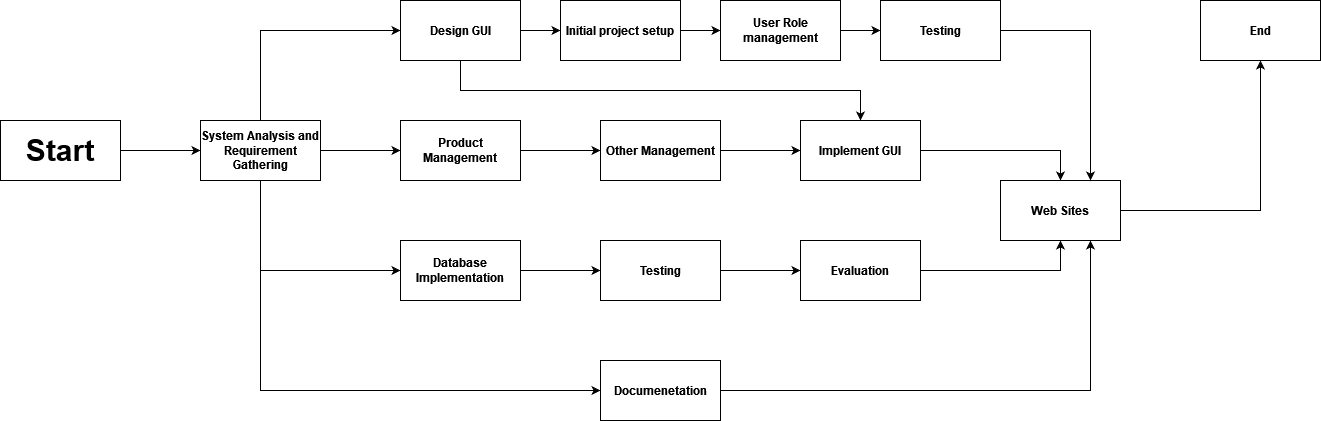 Design GUI
Initial project setup
User Role
management
Testing
End
Start
System Analysis and
Requirement
Gathering
Product
Management
Other Management
Implement GUI
Web Sites
Database
Implementation
Testing
Evaluation
Documenetation